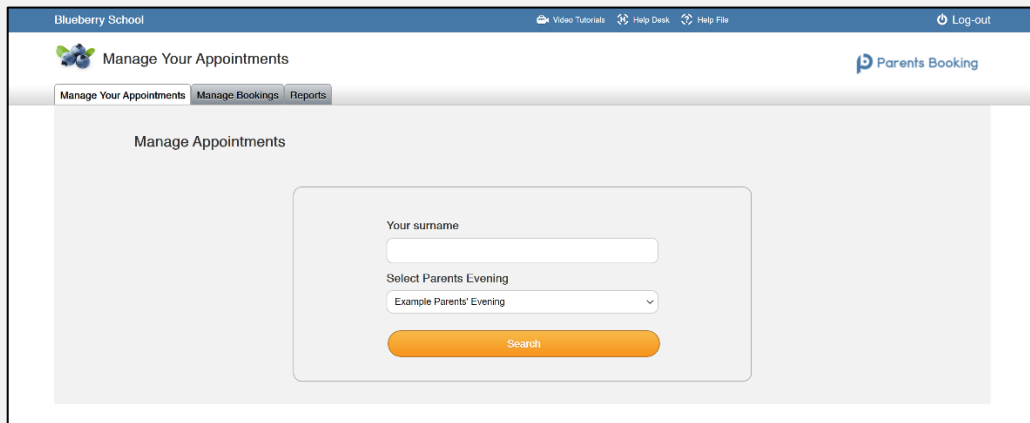 Blueberry School Video Tutorials Help Desk Help File Log-out
Manage Your Appointments
Parents Booking
Manage Your Appointments Manage Bookings Reports
Manage Appointments
Your surname
Select Parents Evening
Example Parents' Evening
Search